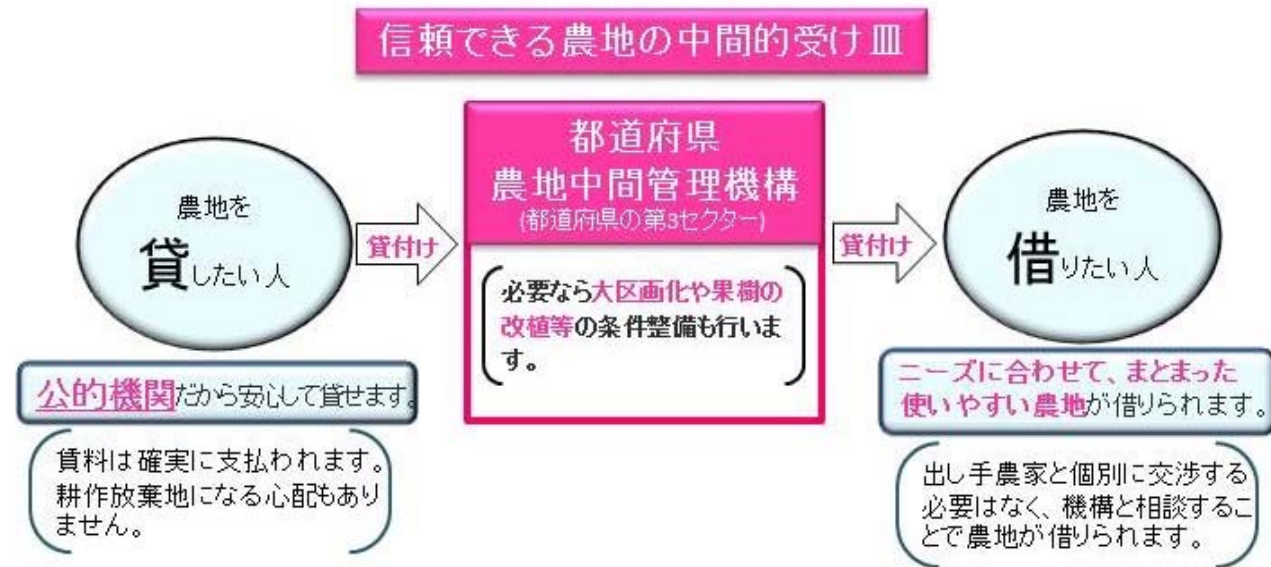 信頼できる農地の中間的受け皿
農地を
貸したい人
公的機関だから安心して貸せます。
賃料は確実に支払われます。
耕作放棄地になる心配もあり
ません。
貸付け
都道府県
農地中間管理機構
(都道府県の第3セクター)
必要なら大区画化や果樹の
改植等の条件整備も行いま
す。
貸付け
農地を
借りたい人
ニーズに合わせて、まとまった
使いやすい農地が借りられます。
出し手農家と個別に交渉する
必要はなく、機構と相談するこ
とで農地が借りられます。